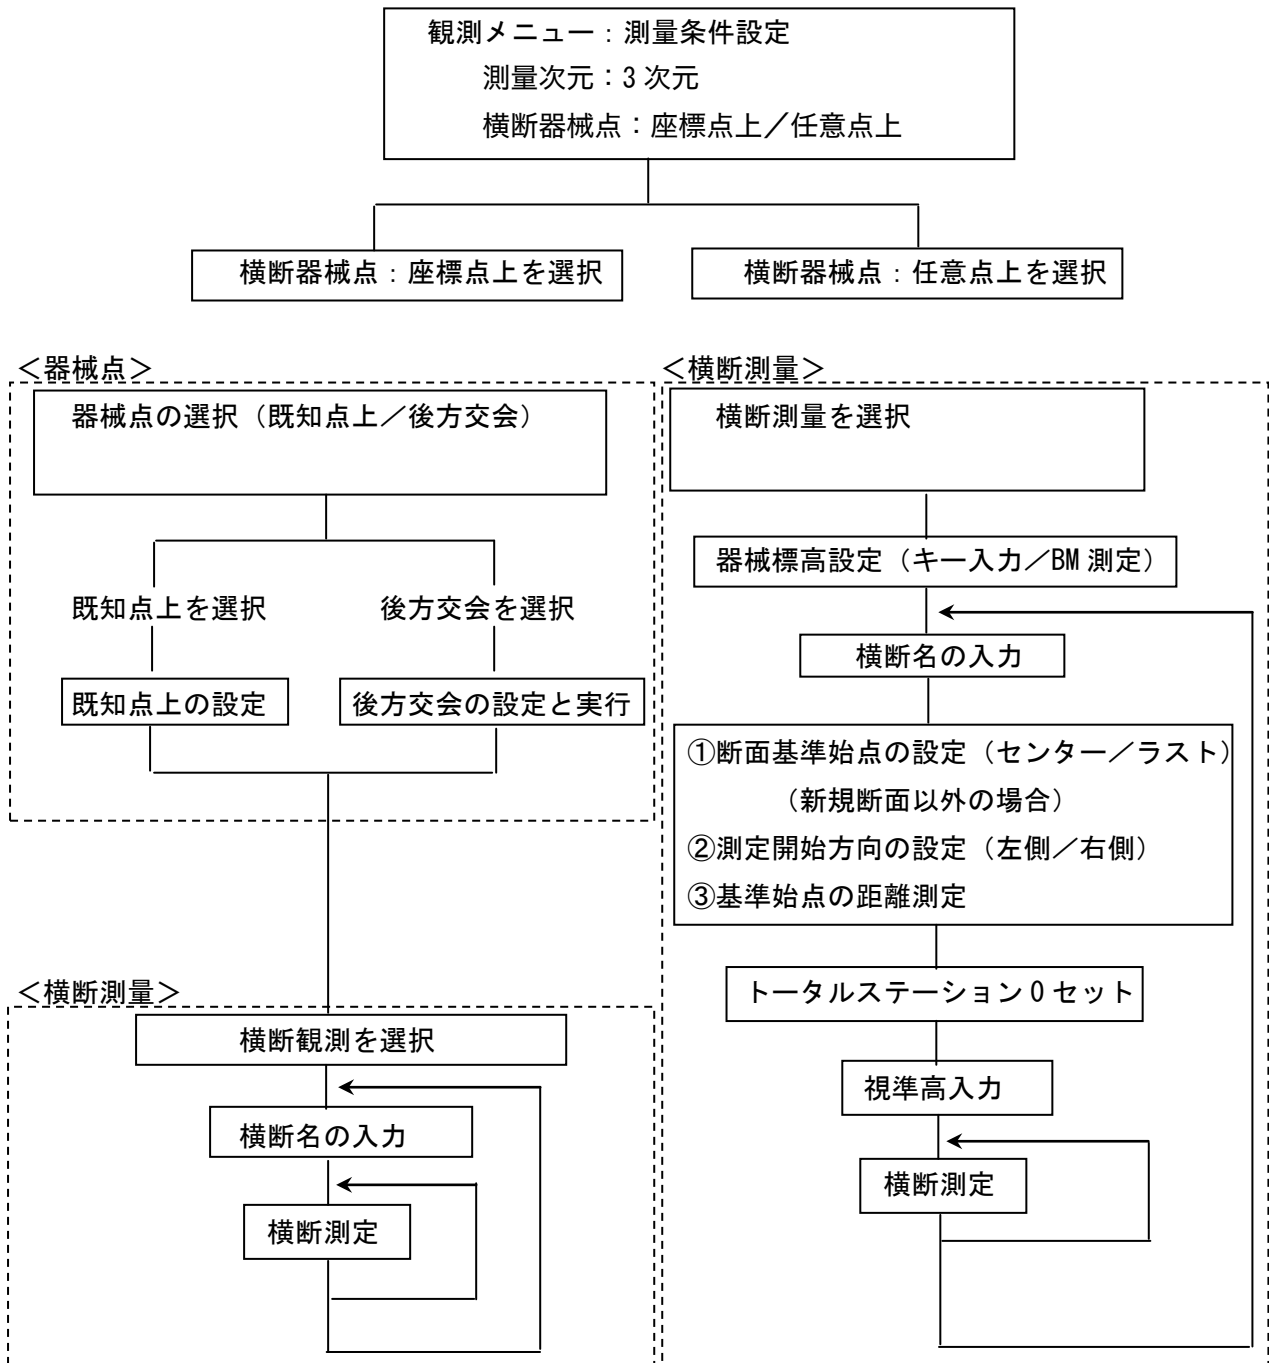 観測メニュー：測量条件設定
測量次元：3次元
横断器械点：座標点上／任意点上
横断器械点：座標点上を選択
横断器械点：任意点上を選択
＜器械点＞
器械点の選択（既知点上／後方交会）
既知点上を選択
後方交会を選択
既知点上の設定
後方交会の設定と実行
＜横断測量＞
横断観測を選択
横断名の入力
横断測定
＜横断測量＞
横断測量を選択
器械標高設定（キー入力／BM測定）
横断名の入力
①断面基準始点の設定（センター／ラスト）
（新規断面以外の場合）
②測定開始方向の設定（左側／右側）
③基準始点の距離測定
トータルステーション0セット
視準高入力
横断測定